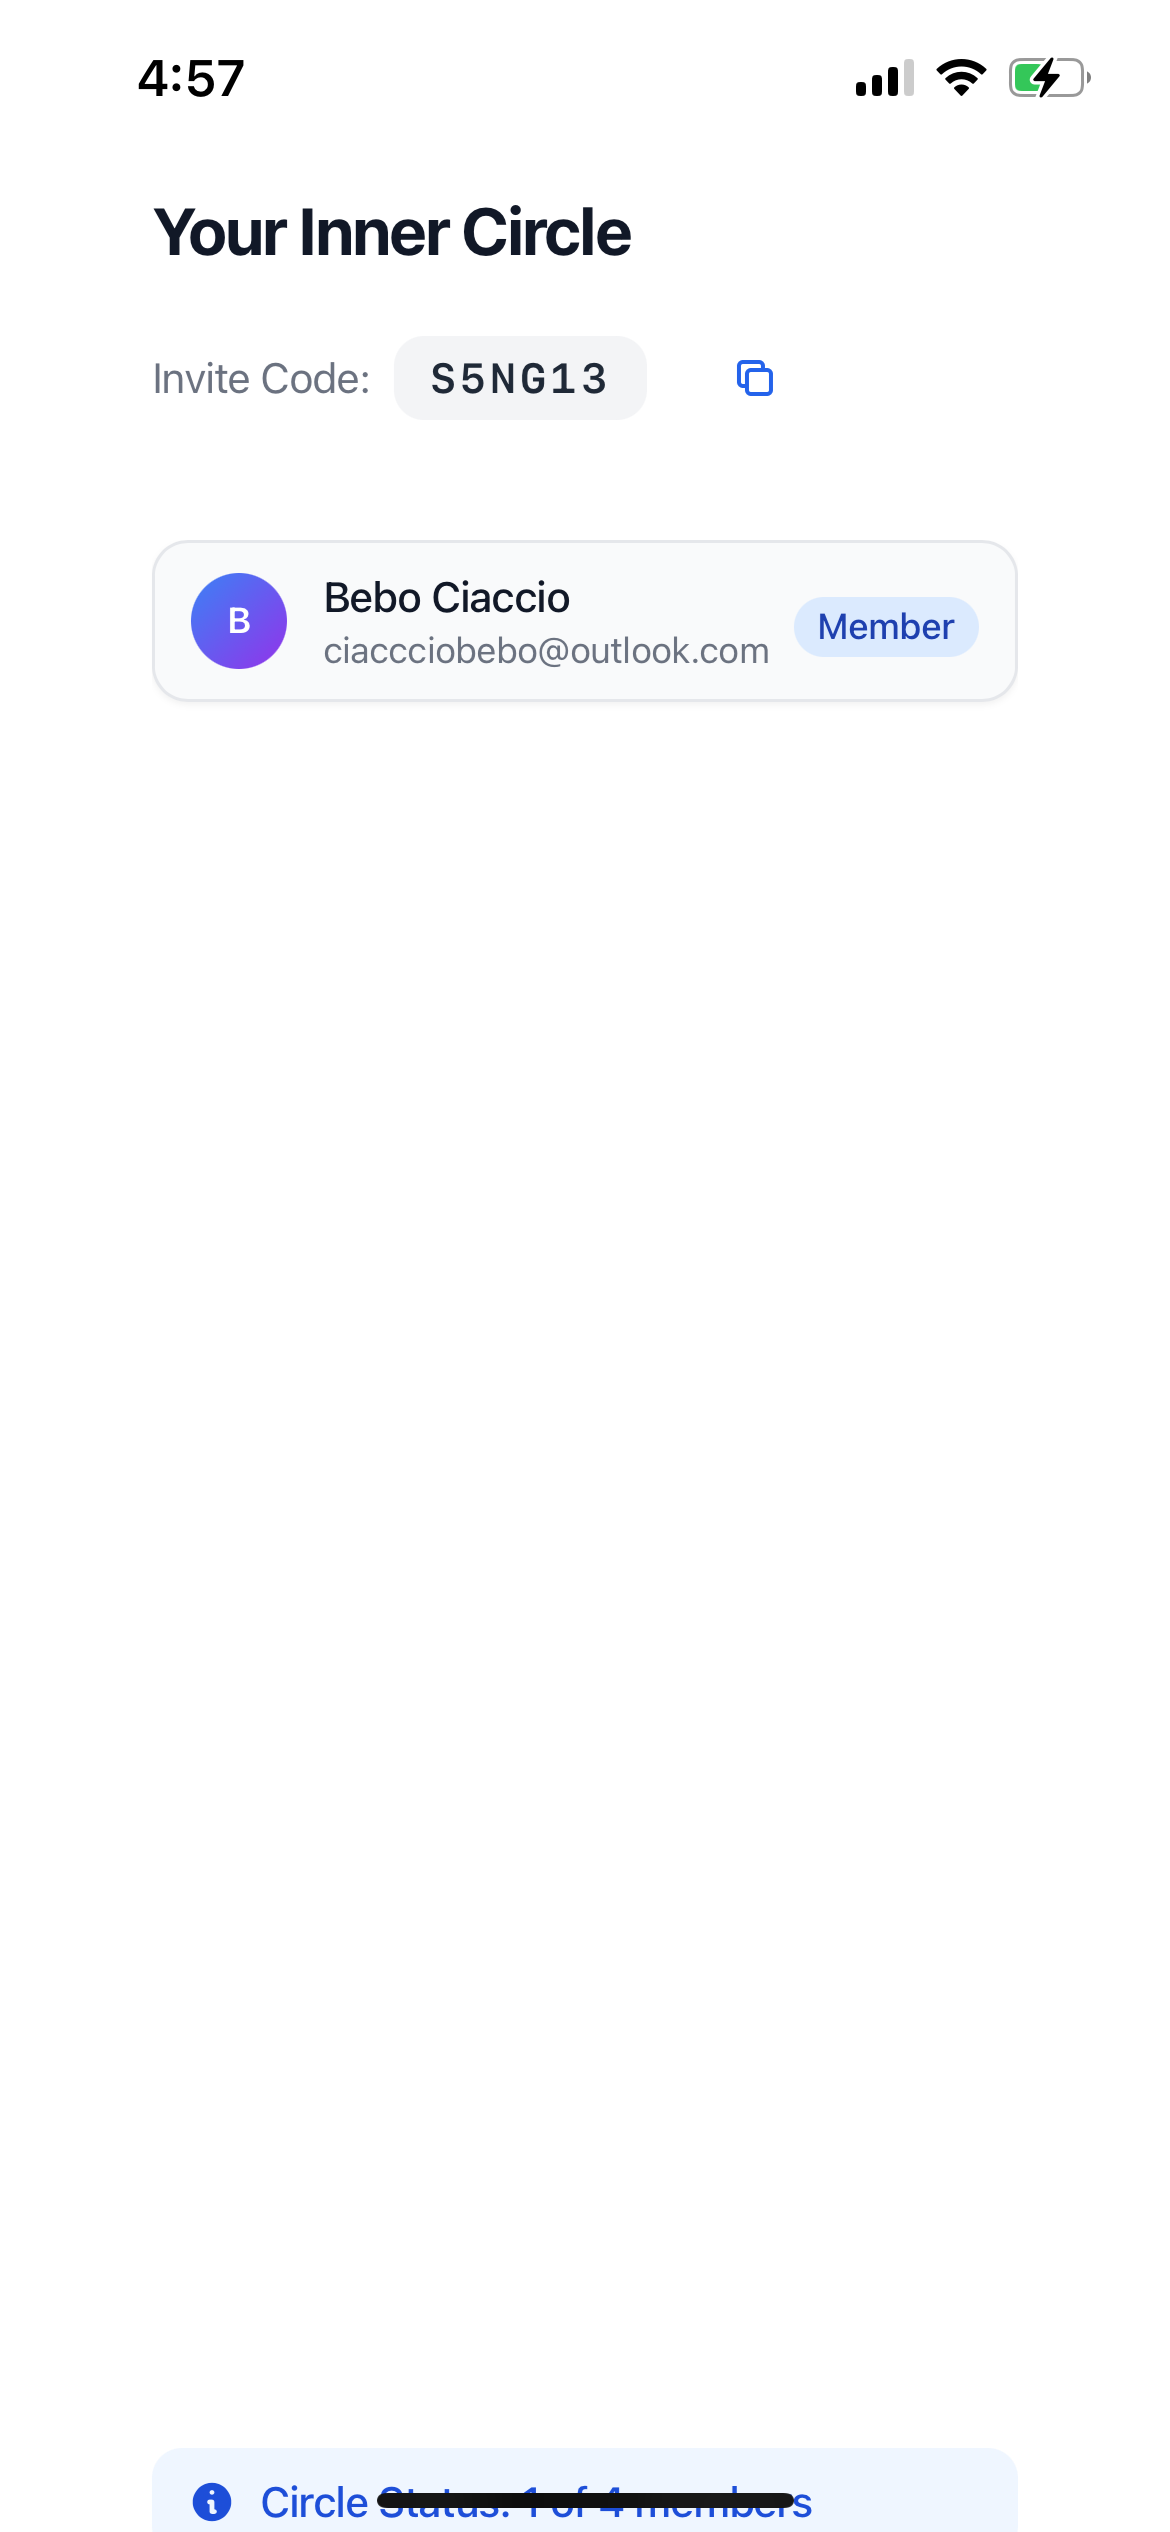 4:57
Your Inner Circle
Invite Code: S5NG13
B
Bebo Ciaccio
ciaccciobebo@outlook.com
Member
Circle Status: 1 of 4 members